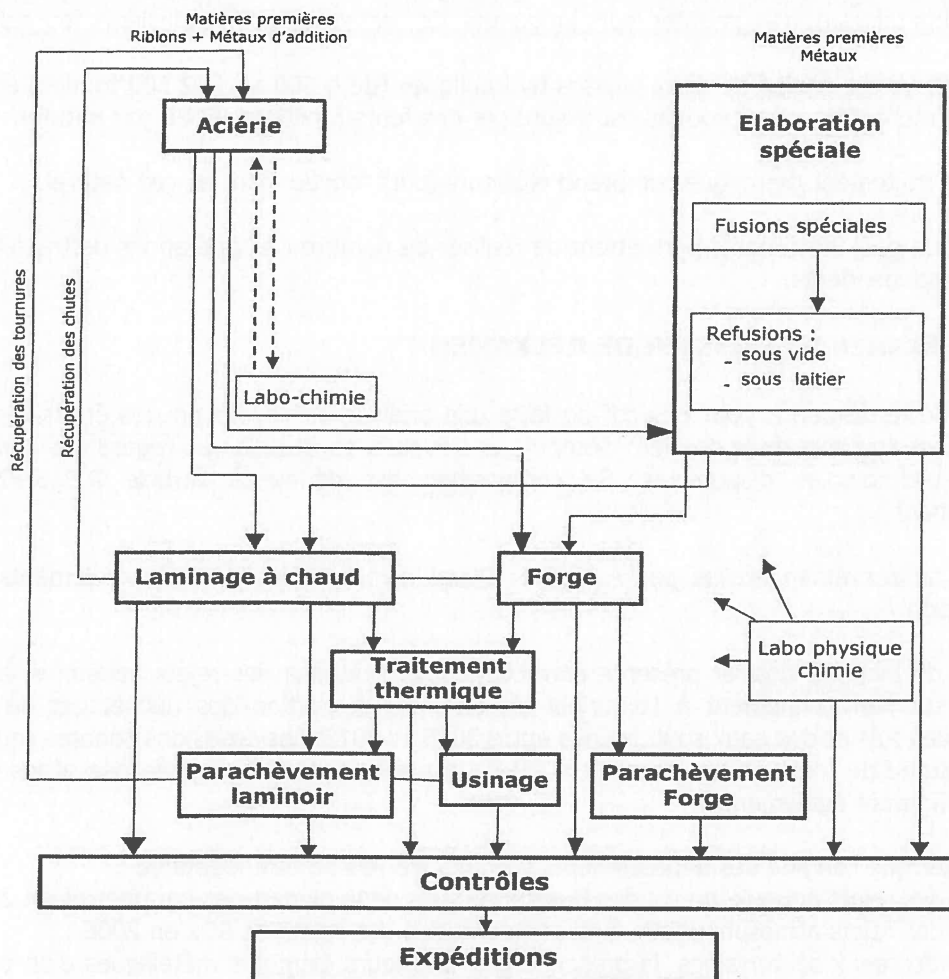 Matières premières
Riblons + Métaux d'addition
Matières premières
Métaux
Aciérie
Elaboration
spéciale
Fusions spéciales
Refusions :
- sous vide
- sous laitier
Récupération des tournures
Récupération des chutes
Labo-chimie
Laminage à chaud
Forge
Labo physique
chimie
Traitement
thermique
Parachèvement
laminoir
Usinage
Parachèvement
Forge
Contrôles
Expéditions